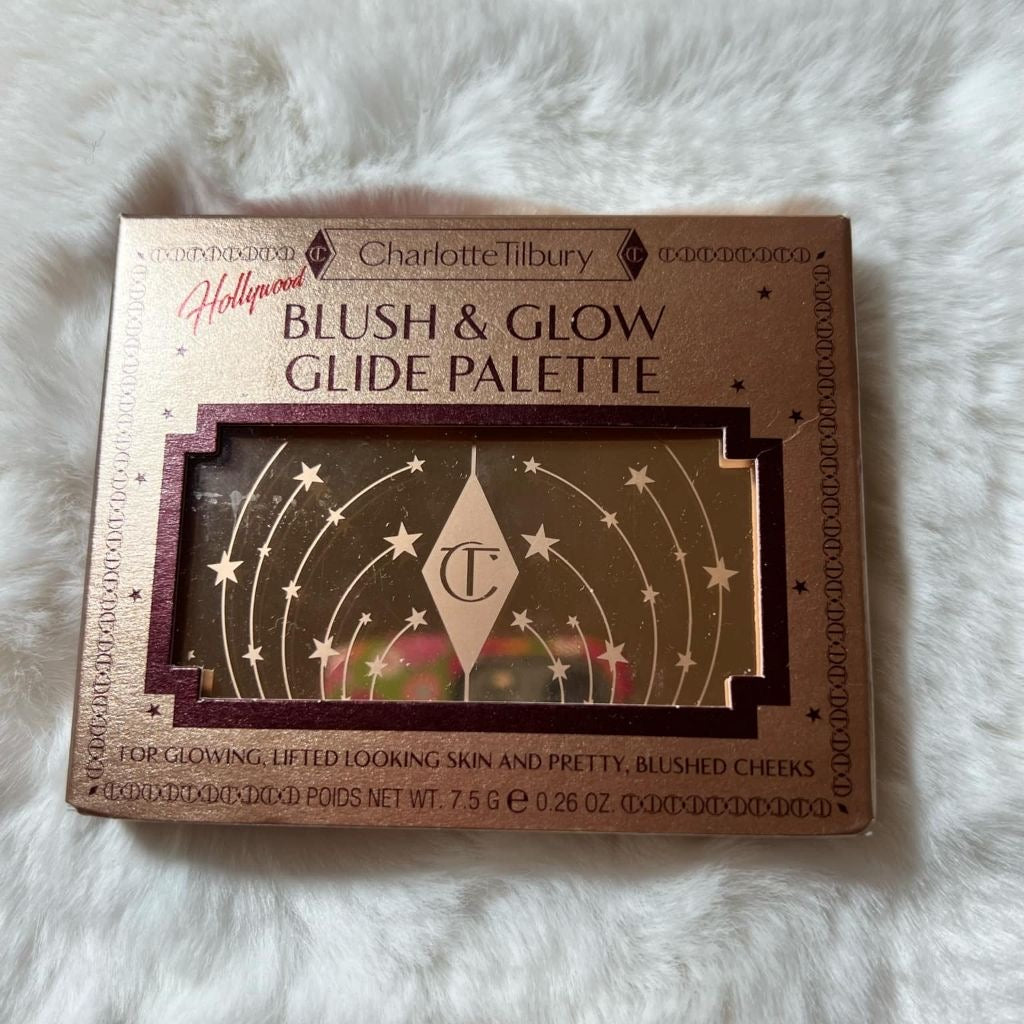 CharlotteTilbury
Hollywood
BLUSH & GLOW
GLIDE PALETTE
CT
FOR GLOWING, LIFTED LOOKING SKIN AND PRETTY, BLUSHED CHEEKS
POIDS NET WT. 7.5 G e 0.26 OZ.